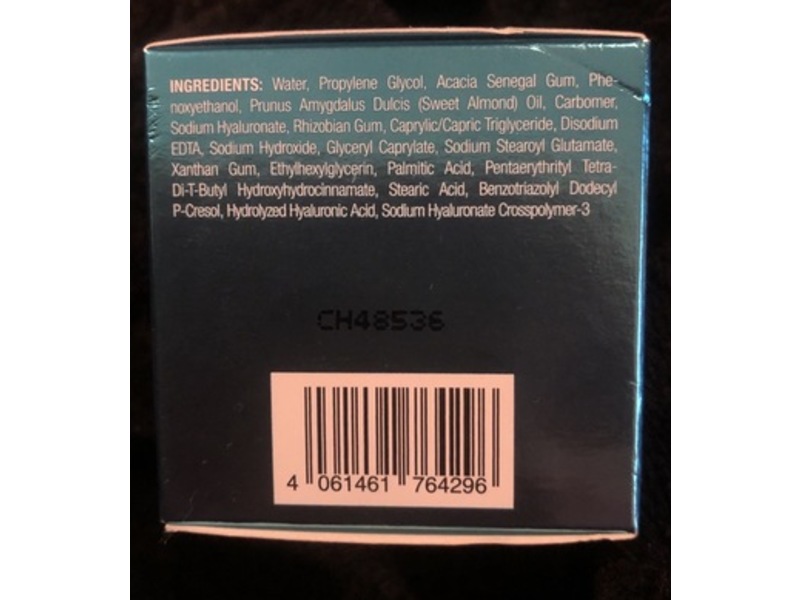 INGREDIENTS: Water, Propylene Glycol, Acacia Senegal Gum, Phe-
noxyethanol, Prunus Amygdalus Dulcis (Sweet Almond) Oil, Carbomer,
Sodium Hyaluronate, Rhizobian Gum, Caprylic/Capric Triglyceride, Disodium
EDTA, Sodium Hydroxide, Glyceryl Caprylate, Sodium Stearoyl Glutamate,
Xanthan Gum, Ethylhexylglycerin, Palmitic Acid, Pentaerythrityl Tetra-
Di-T-Butyl Hydroxyhydrocinnamate, Stearic Acid, Benzotriazolyl Dodecyl
P-Cresol, Hydrolyzed Hyaluronic Acid, Sodium Hyaluronate Crosspolymer-3
CH48536
4 061461 764296